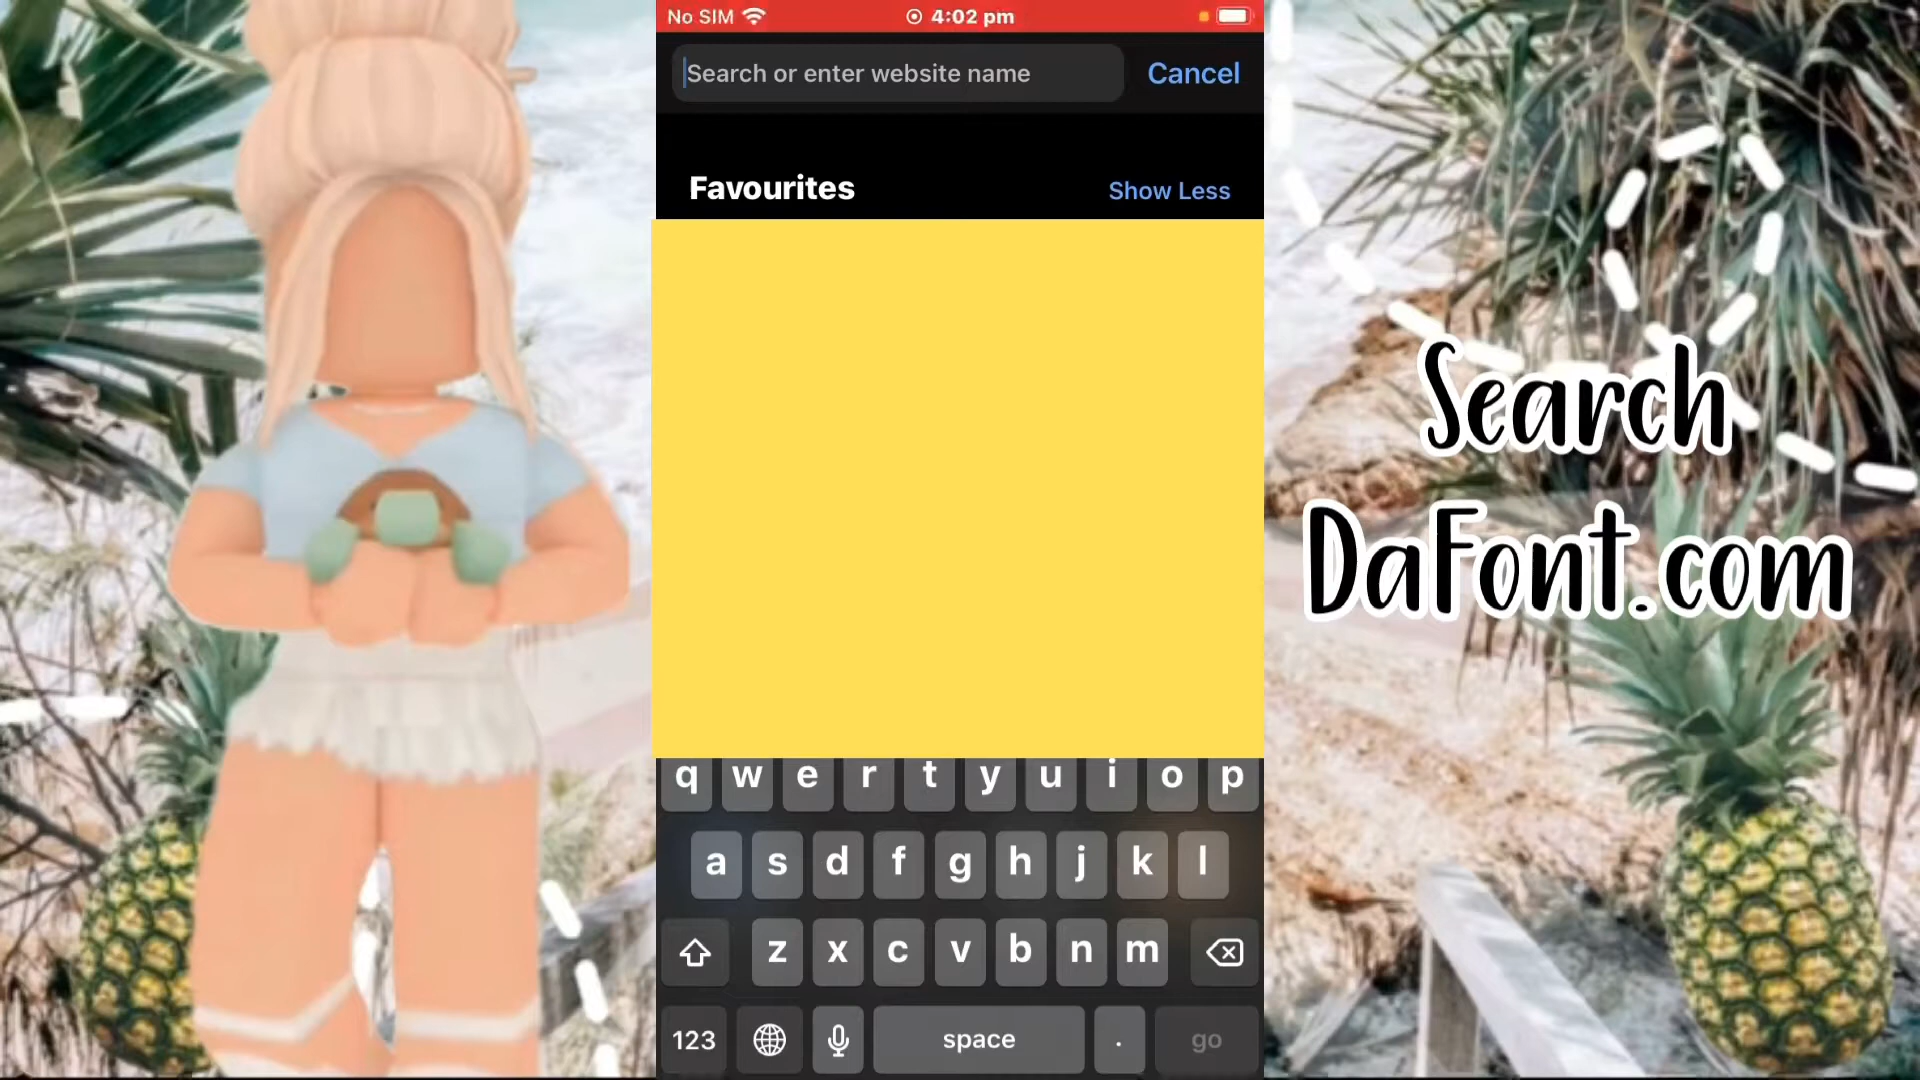 No SIM 4:02 pm
Search or enter website name Cancel
Favourites Show Less
Search
DaFont.com
q w e r t y u i o p
a s d f g h j k l
z x c v b n m
123 space . go